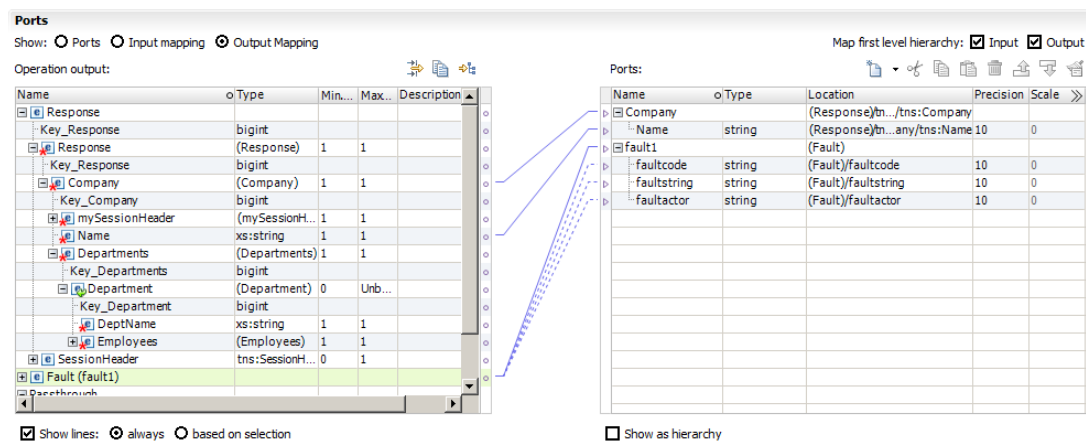 Ports
Show: Ports Input mapping Output Mapping Map first level hierarchy: Input Output
Operation output: Ports:
Name Type Min... Max... Description Name Type Location Precision Scale
Response Company (Response)/tn.../tns:Company
Key_Response bigint Name string (Response)/tn...any/tns:Name 10 0
Response (Response) 1 1 fault1 (Fault)
Key_Response bigint faultcode string (Fault)/faultcode 10 0
Company (Company) 1 1 faultstring string (Fault)/faultstring 10 0
Key_Company bigint faultactor string (Fault)/faultactor 10 0
mySessionHeader (mySessionH... 1 1
Name xs:string 1 1
Departments (Departments) 1 1
Key_Departments bigint
Department (Department) 0 Unb...
Key_Department bigint
DeptName xs:string 1 1
Employees (Employees) 1 1
SessionHeader tns:SessionH... 0 1
Fault (fault1)
Passthrough
Show lines: always based on selection Show as hierarchy